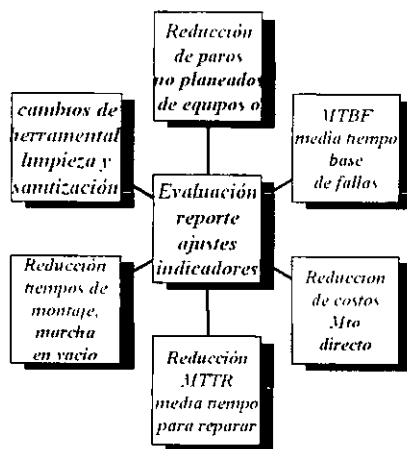 Reducción
de paros
no planeados
de equipos o
cambios de
herramental
limpieza y
sanitización
MTBF
media tiempo
base
de fallas
Evaluación
reporte
ajustes
indicadores
Reducción
tiempos de
montaje,
marcha
en vacio
Reduccion
de costos
Mto
directo
Reducción
MTTR
media tiempo
para reparar